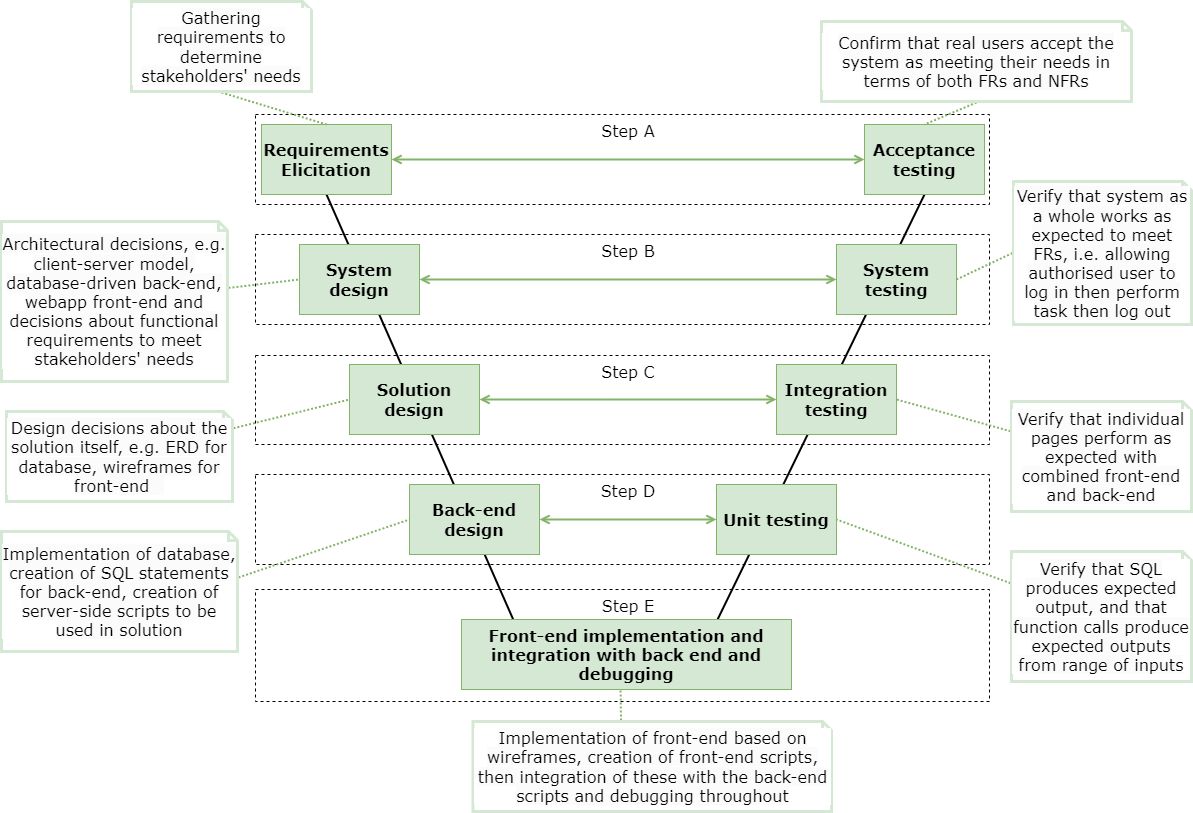 Gathering
requirements to
determine
stakeholders' needs
Confirm that real users accept the
system as meeting their needs in
terms of both FRs and NFRs
Step A
Requirements
Elicitation
Acceptance
testing
Verify that system as
a whole works as
expected to meet
FRs, i.e. allowing
authorised user to
log in then perform
task then log out
Architectural decisions, e.g.
client-server model,
database-driven back-end,
webapp front-end and
decisions about functional
requirements to meet
stakeholders' needs
Step B
System
design
System
testing
Step C
Solution
design
Integration
testing
Design decisions about the
solution itself, e.g. ERD for
database, wireframes for
front-end
Verify that individual
pages perform as
expected with
combined front-end
and back-end
Step D
Back-end
design
Unit testing
Implementation of database,
creation of SQL statements
for back-end, creation of
server-side scripts to be
used in solution
Verify that SQL
produces expected
output, and that
function calls produce
expected outputs
from range of inputs
Step E
Front-end implementation and
integration with back end and
debugging
Implementation of front-end based on
wireframes, creation of front-end scripts,
then integration of these with the back-end
scripts and debugging throughout